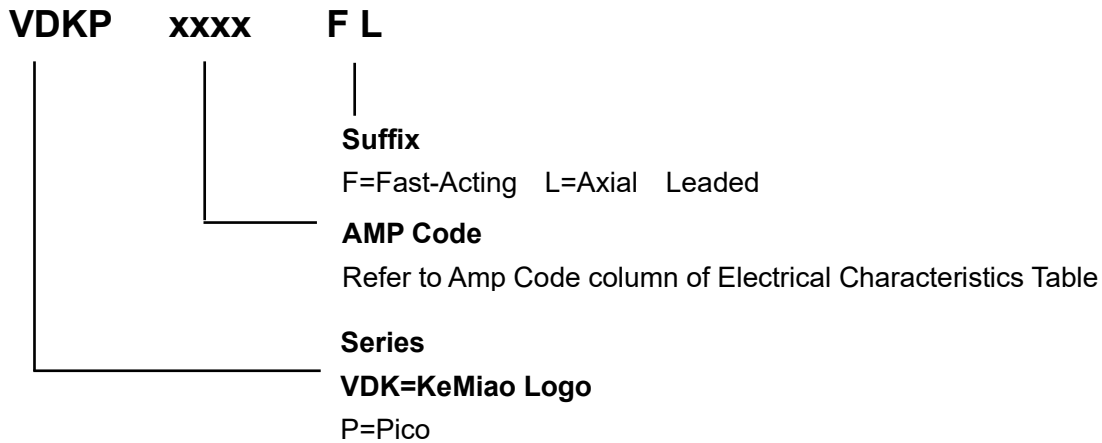 VDKP xxxx F L
Suffix
F=Fast-Acting L=Axial Leaded
AMP Code
Refer to Amp Code column of Electrical Characteristics Table
Series
VDK=KeMiao Logo
P=Pico